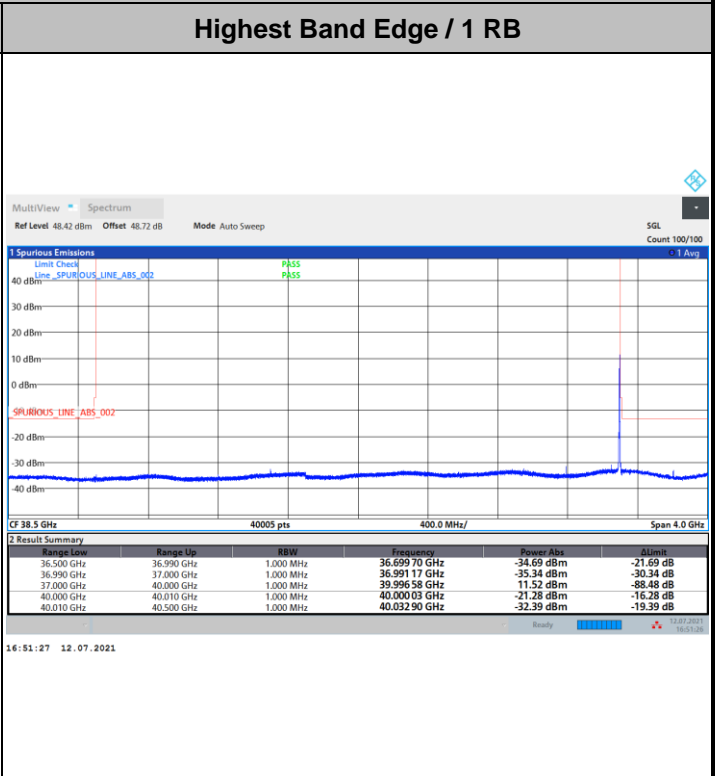 Highest Band Edge / 1 RB
MultiView Spectrum
Ref Level 48.42 dBm Offset 48.72 dB Mode Auto Sweep SGL
Count 100/100
1 Spurious Emissions 1 Avg
Limit Check PASS
Line _SPURIOUS_LINE_ABS_002 PASS
40 dBm
30 dBm
20 dBm
10 dBm
0 dBm
_SPURIOUS_LINE_ABS_002
-20 dBm
-30 dBm
-40 dBm
CF 38.5 GHz 40005 pts 400.0 MHz/ Span 4.0 GHz
2 Result Summary
Range Low Range Up RBW Frequency Power Abs ΔLimit
36.500 GHz 36.990 GHz 1.000 MHz 36.699 70 GHz -34.69 dBm -21.69 dB
36.990 GHz 37.000 GHz 1.000 MHz 36.991 17 GHz -35.34 dBm -30.34 dB
37.000 GHz 40.000 GHz 1.000 MHz 39.996 58 GHz 11.52 dBm -88.48 dB
40.000 GHz 40.010 GHz 1.000 MHz 40.000 03 GHz -21.28 dBm -16.28 dB
40.010 GHz 40.500 GHz 1.000 MHz 40.032 90 GHz -32.39 dBm -19.39 dB
Ready 12.07.2021
16:51:26
16:51:27 12.07.2021